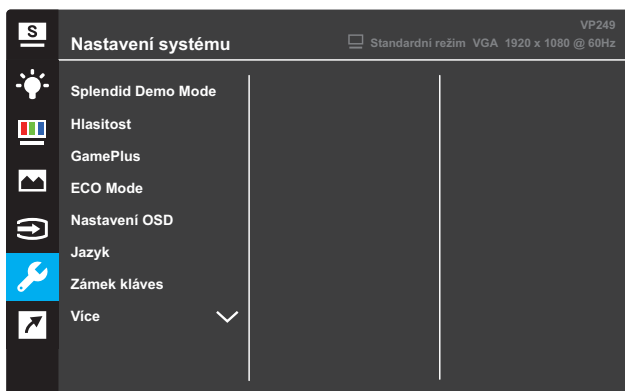 S
VP249
Nastavení systému
Standardní režim VGA 1920 x 1080 @ 60Hz
Splendid Demo Mode
Hlasitost
GamePlus
ECO Mode
Nastavení OSD
Jazyk
Zámek kláves
Více